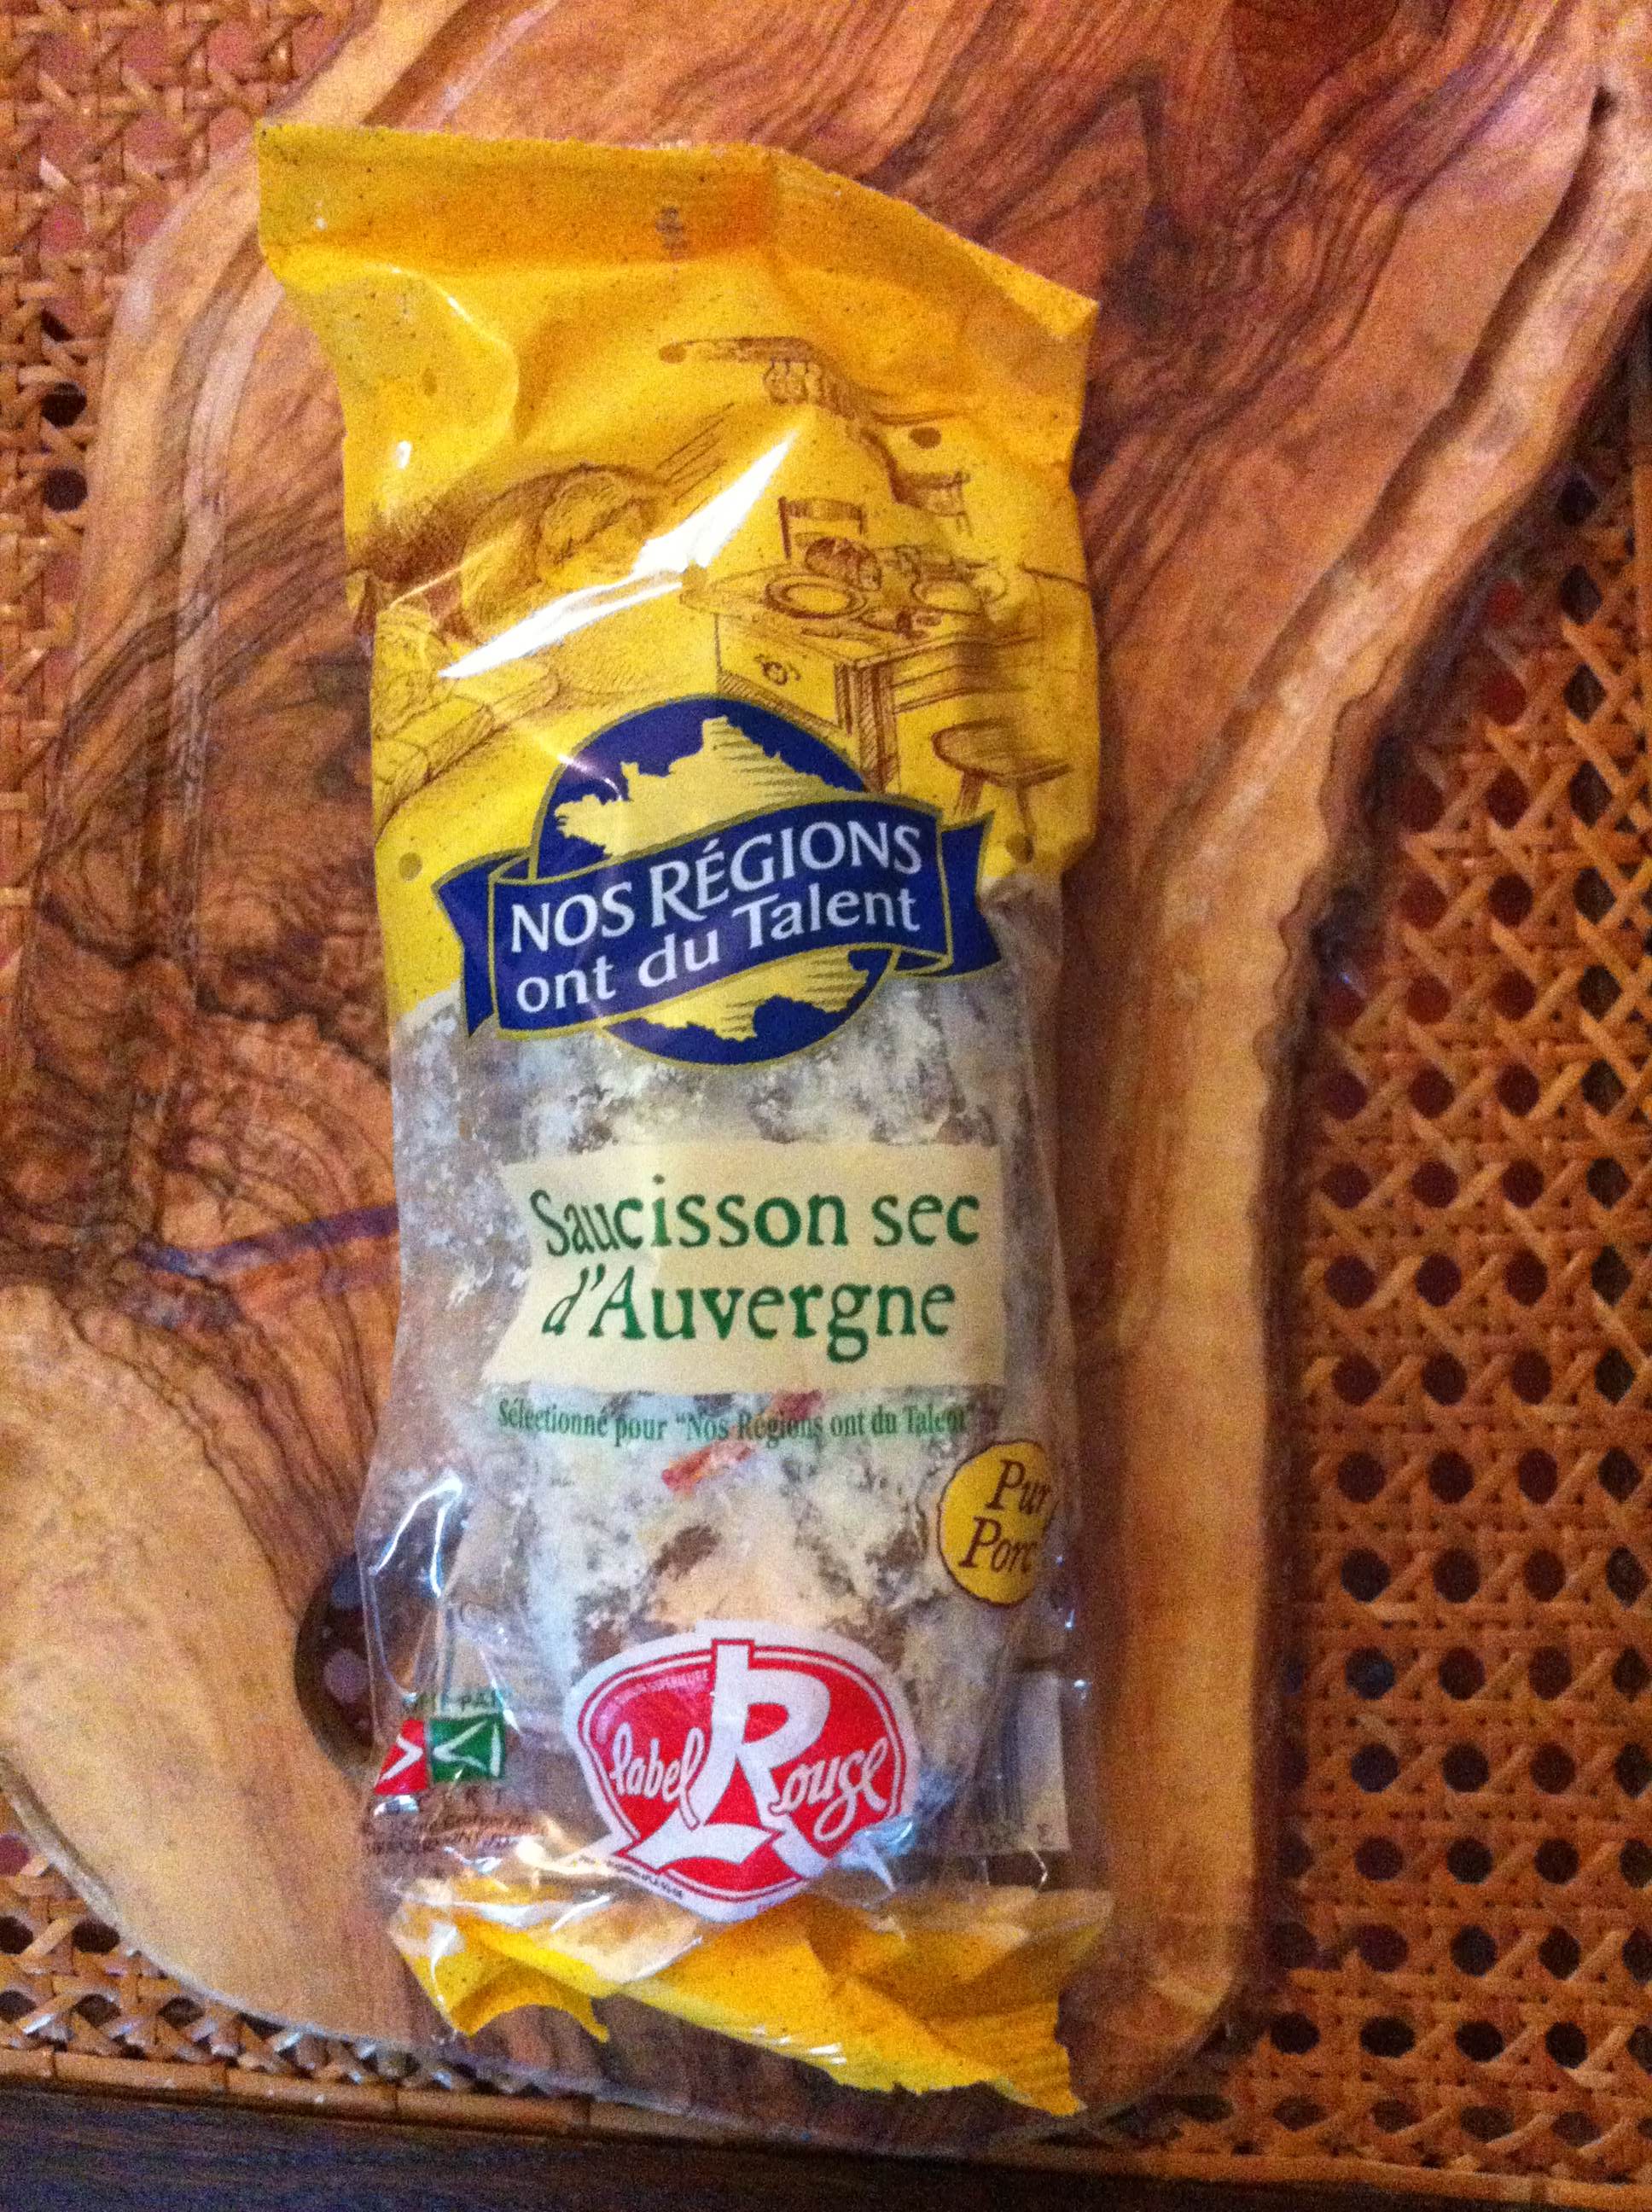 NOS RÉGIONS
ont du Talent
Saucisson sec
d'Auvergne
Sélectionné pour "Nos Régions ont du Talent"
Pur
Porc
label Rouge